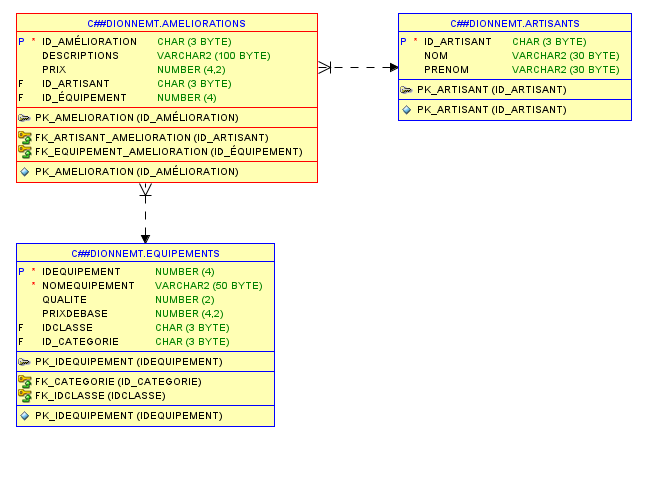 C##DIONNEMT.AMELIORATIONS
P * ID_AMÉLIORATION CHAR (3 BYTE)
DESCRIPTIONS VARCHAR2 (100 BYTE)
PRIX NUMBER (4,2)
F ID_ARTISAN CHAR (3 BYTE)
F ID_ÉQUIPEMENT NUMBER (4)
PK_AMELIORATION (ID_AMÉLIORATION)
FK_ARTISAN_AMELIORATION (ID_ARTISAN)
FK_EQUIPEMENT_AMELIORATION (ID_ÉQUIPEMENT)
PK_AMELIORATION (ID_AMÉLIORATION)
C##DIONNEMT.ARTISANTS
P * ID_ARTISANT CHAR (3 BYTE)
NOM VARCHAR2 (30 BYTE)
PRENOM VARCHAR2 (30 BYTE)
PK_ARTISANT (ID_ARTISANT)
PK_ARTISANT (ID_ARTISANT)
C##DIONNEMT.EQUIPEMENTS
P * IDEQUIPEMENT NUMBER (4)
* NOMEQUIPEMENT VARCHAR2 (50 BYTE)
QUALITE NUMBER (2)
PRIXDEBASE NUMBER (4,2)
F IDCLASSE CHAR (3 BYTE)
F ID_CATEGORIE CHAR (3 BYTE)
PK_IDEQUIPEMENT (IDEQUIPEMENT)
FK_CATEGORIE (ID_CATEGORIE)
FK_IDCLASSE (IDCLASSE)
PK_IDEQUIPEMENT (IDEQUIPEMENT)